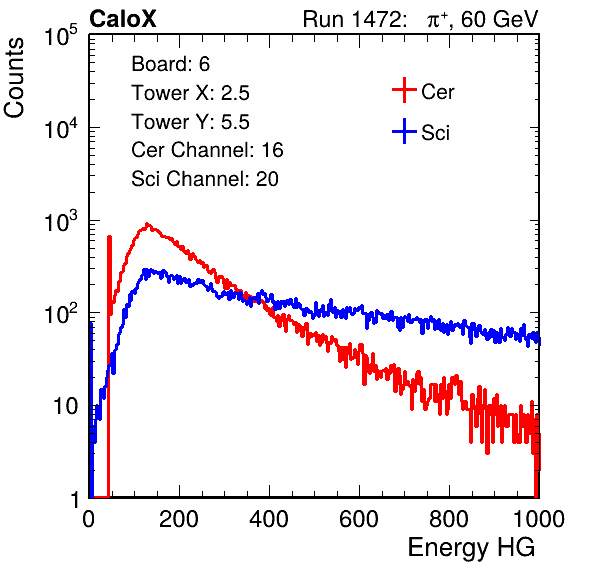 CaloX Run 1472: π⁺, 60 GeV
Counts
10⁵
10⁴
10³
10²
10
1
Board: 6
Tower X: 2.5
Tower Y: 5.5
Cer Channel: 16
Sci Channel: 20
Cer
Sci
0 200 400 600 800 1000
Energy HG